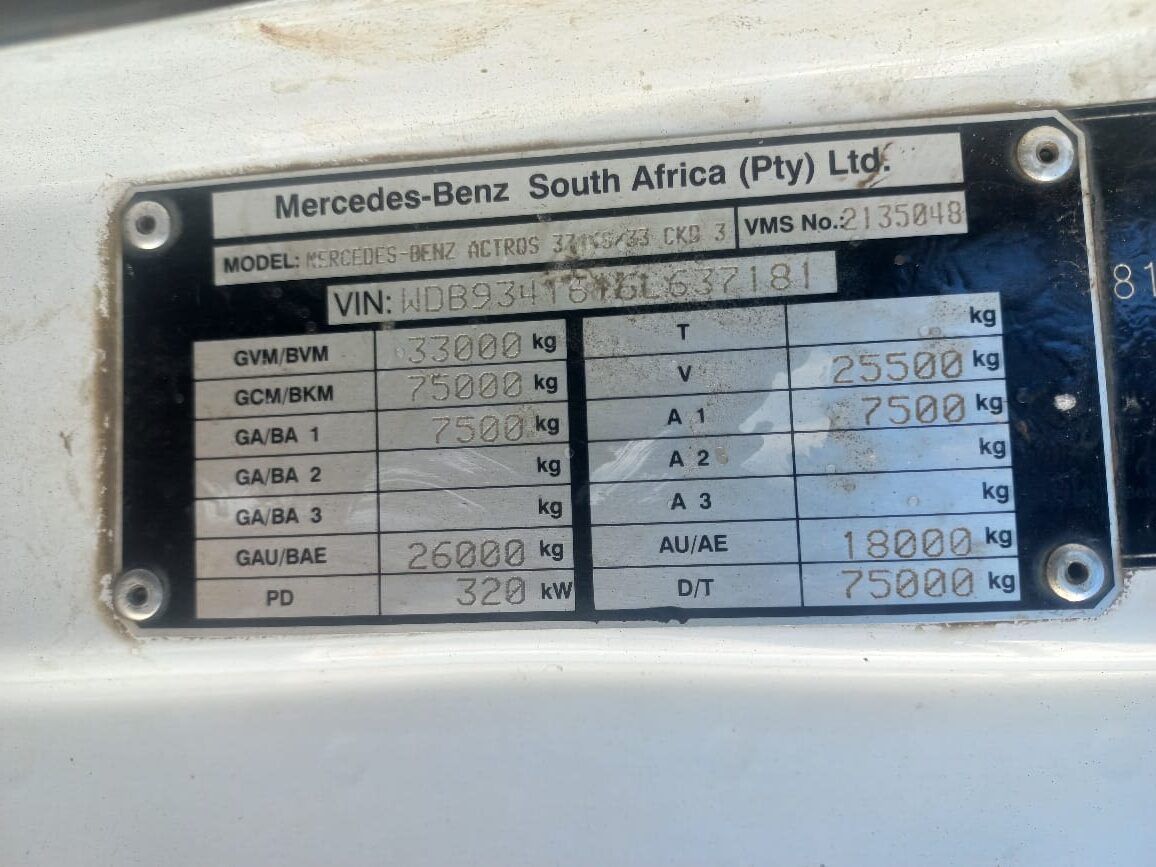 Mercedes-Benz South Africa (Pty) Ltd.
MODEL: MERCEDES-BENZ ACTROS CKD 3 VMS No.: 2135048
VIN:
GVM/BVM 33000 kg T kg
GCM/BKM 75000 kg V 25500 kg
GA/BA 1 7500 kg A 1 7500 kg
GA/BA 2 kg A 2 kg
GA/BA 3 kg A 3 kg
GAU/BAE 26000 kg AU/AE 18000 kg
PD 320 kW D/T 75000 kg
81